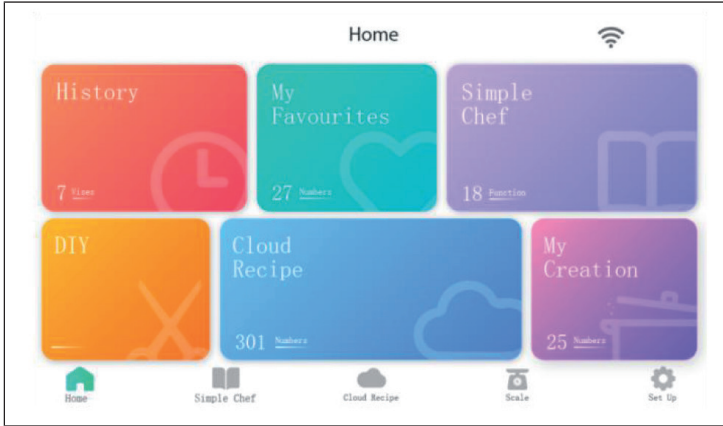 Home
History
7 Vises
My
Favourites
27 Numbers
Simple
Chef
18 Function
DIY
Cloud
Recipe
301 Numbers
My
Creation
25 Numbers
Home
Simple Chef
Cloud Recipe
Scale
Set Up